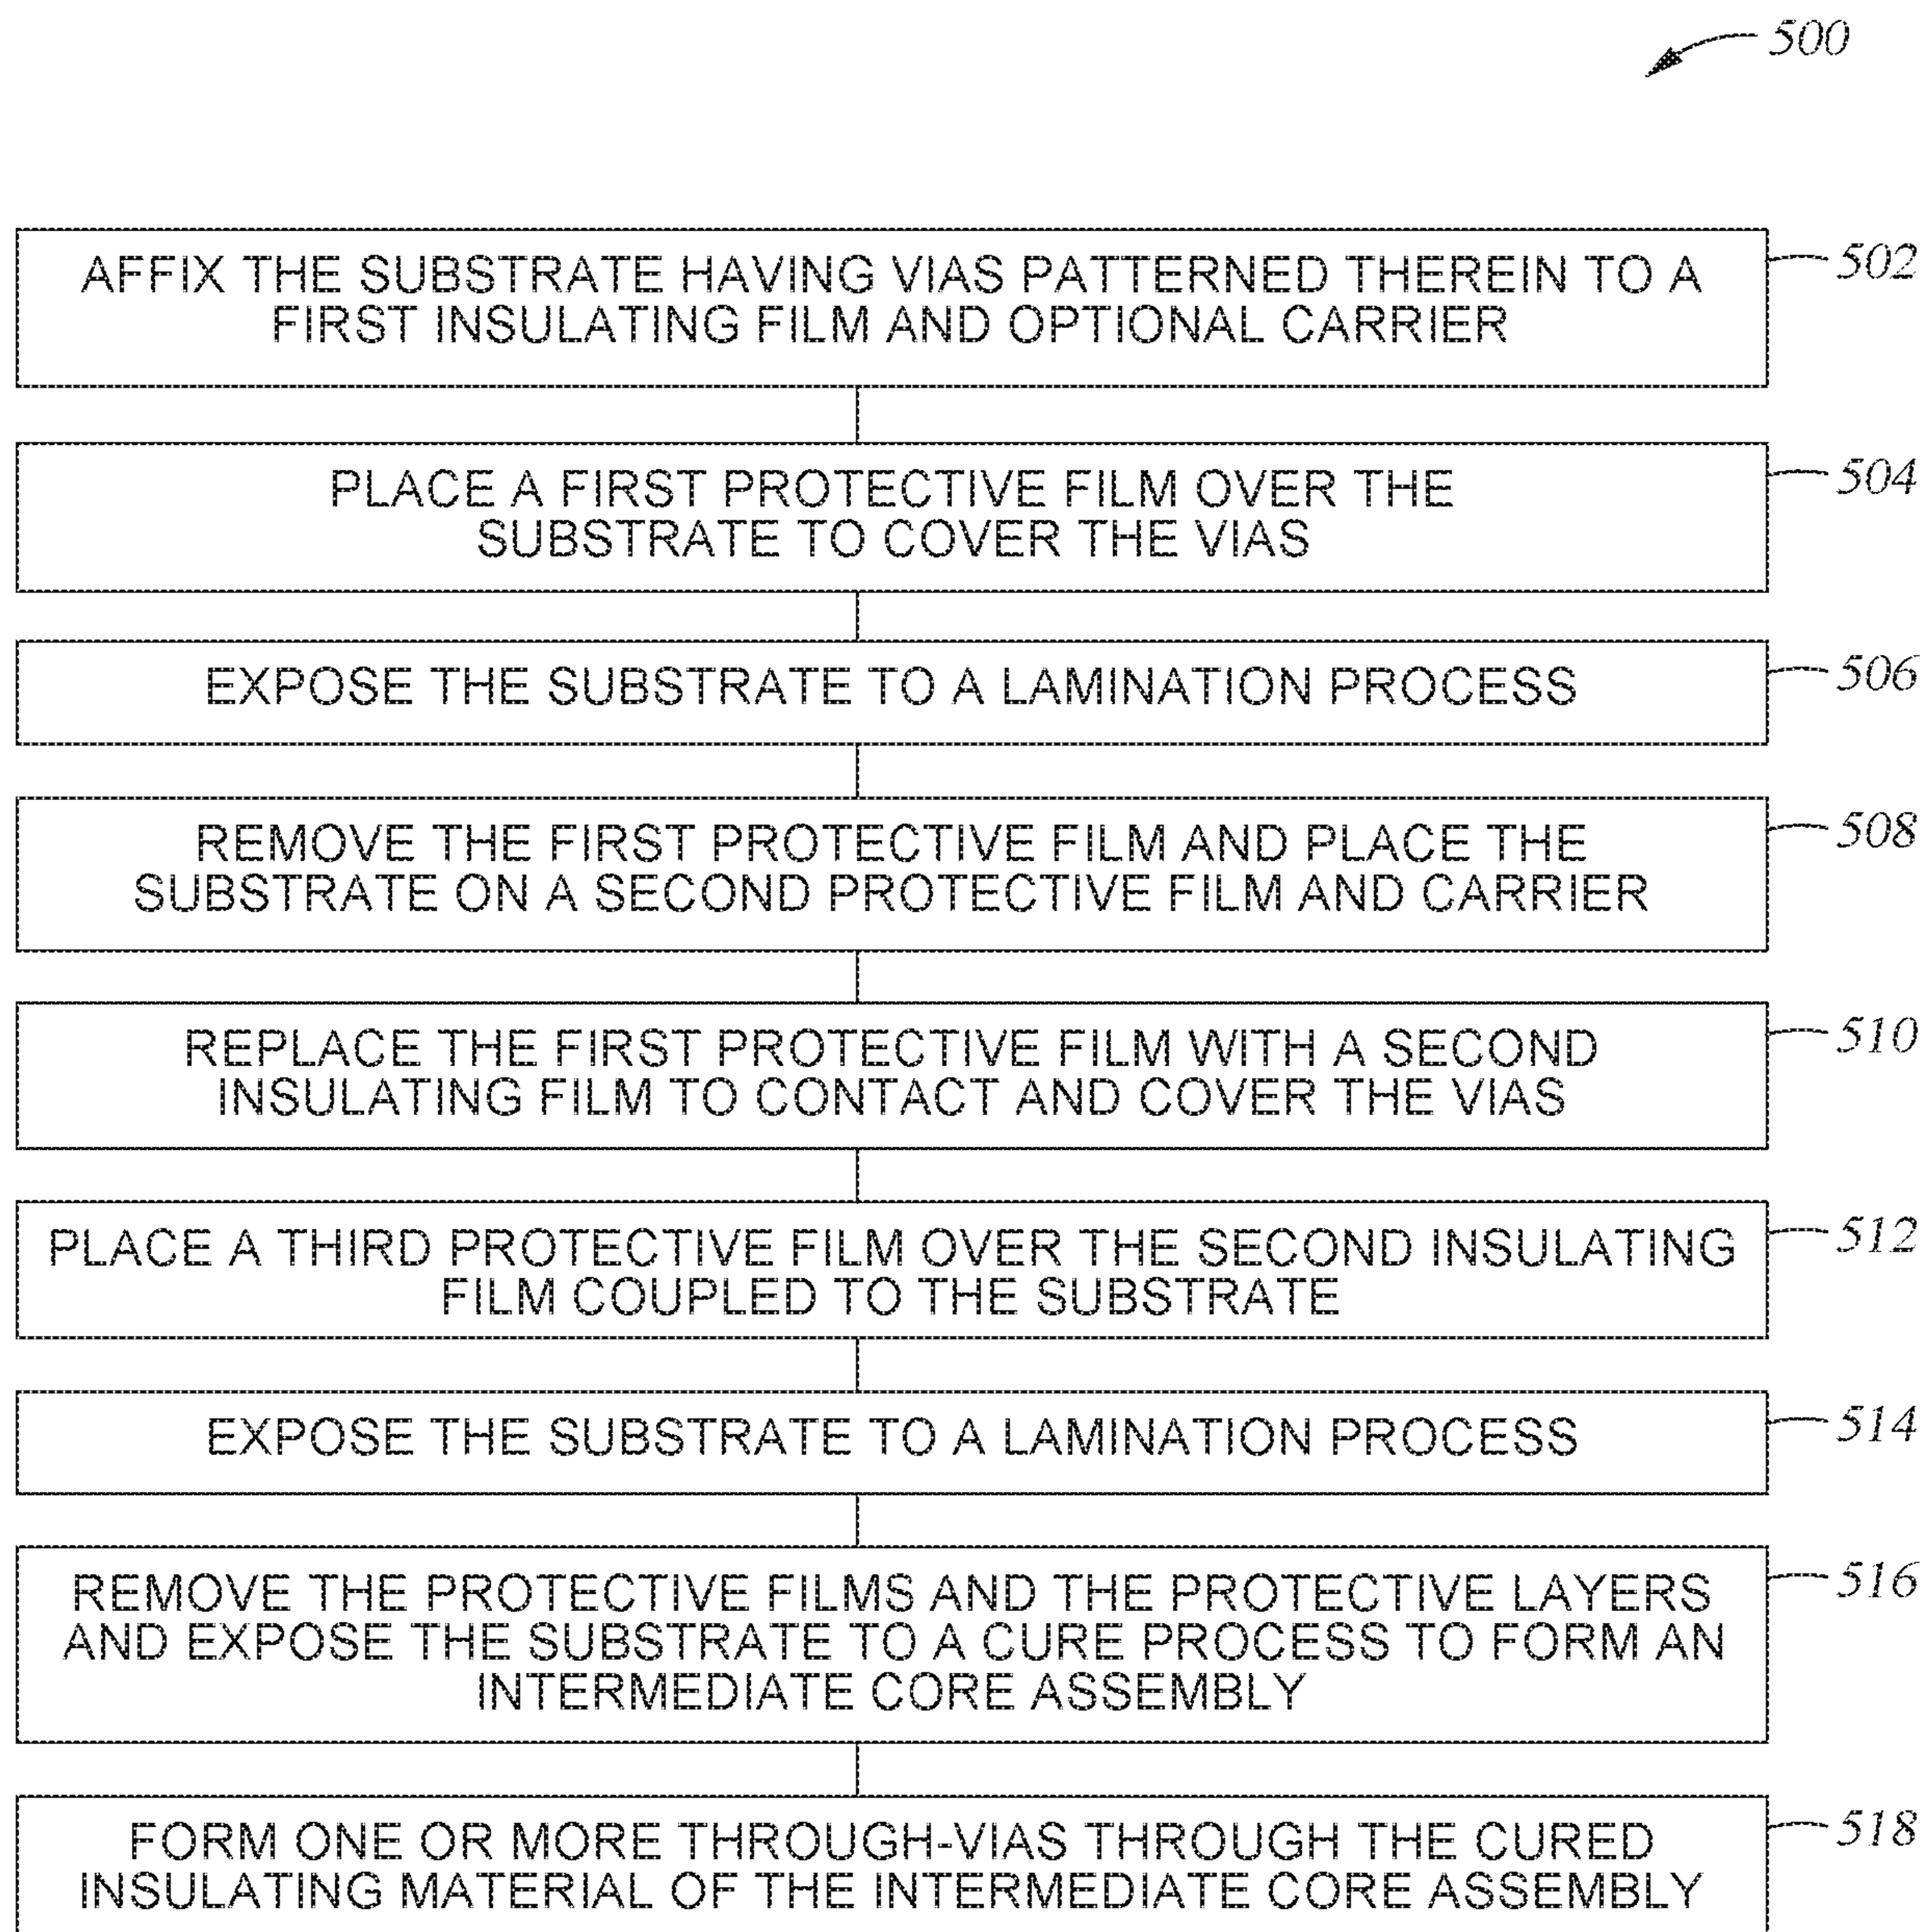 500
AFFIX THE SUBSTRATE HAVING VIAS PATTERNED THEREIN TO A
FIRST INSULATING FILM AND OPTIONAL CARRIER
502
PLACE A FIRST PROTECTIVE FILM OVER THE
SUBSTRATE TO COVER THE VIAS
504
EXPOSE THE SUBSTRATE TO A LAMINATION PROCESS
506
REMOVE THE FIRST PROTECTIVE FILM AND PLACE THE
SUBSTRATE ON A SECOND PROTECTIVE FILM AND CARRIER
508
REPLACE THE FIRST PROTECTIVE FILM WITH A SECOND
INSULATING FILM TO CONTACT AND COVER THE VIAS
510
PLACE A THIRD PROTECTIVE FILM OVER THE SECOND INSULATING
FILM COUPLED TO THE SUBSTRATE
512
EXPOSE THE SUBSTRATE TO A LAMINATION PROCESS
514
REMOVE THE PROTECTIVE FILMS AND THE PROTECTIVE LAYERS
AND EXPOSE THE SUBSTRATE TO A CURE PROCESS TO FORM AN
INTERMEDIATE CORE ASSEMBLY
516
FORM ONE OR MORE THROUGH-VIAS THROUGH THE CURED
INSULATING MATERIAL OF THE INTERMEDIATE CORE ASSEMBLY
518